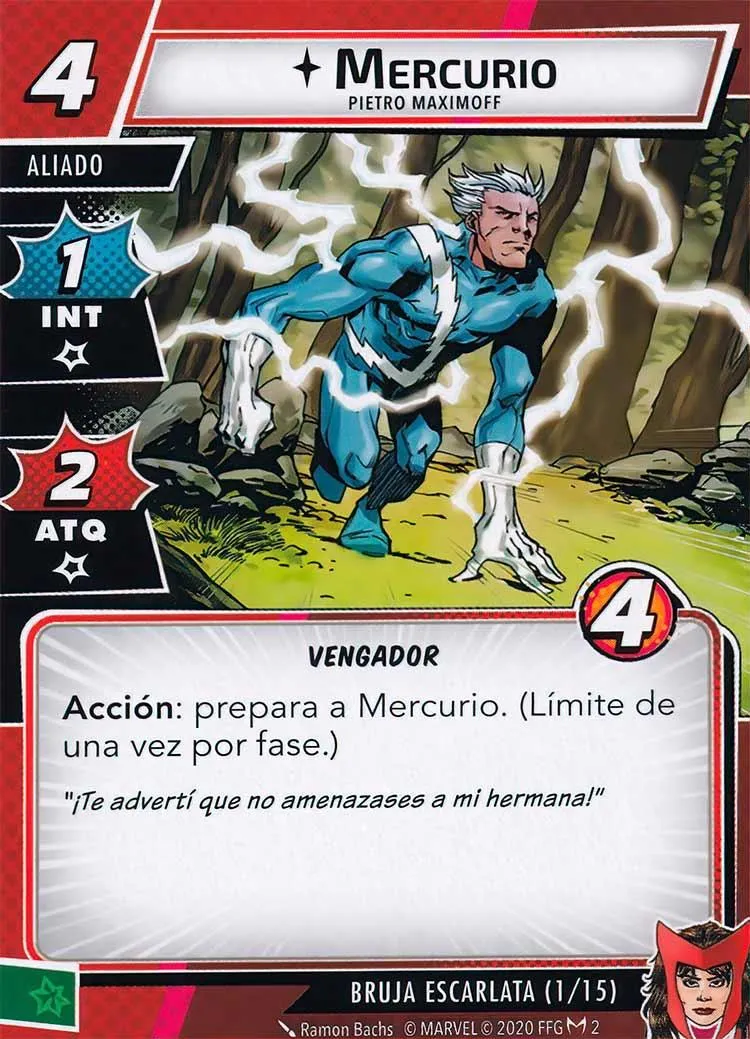 4
MERCURIO
PIETRO MAXIMOFF
ALIADO
1
INT
2
ATQ
4
VENGADOR
Acción: prepara a Mercurio. (Límite de
una vez por fase.)
"¡Te advertí que no amenazases a mi hermana!"
BRUJA ESCARLATA (1/15)
Ramon Bachs © MARVEL © 2020 FFG 2